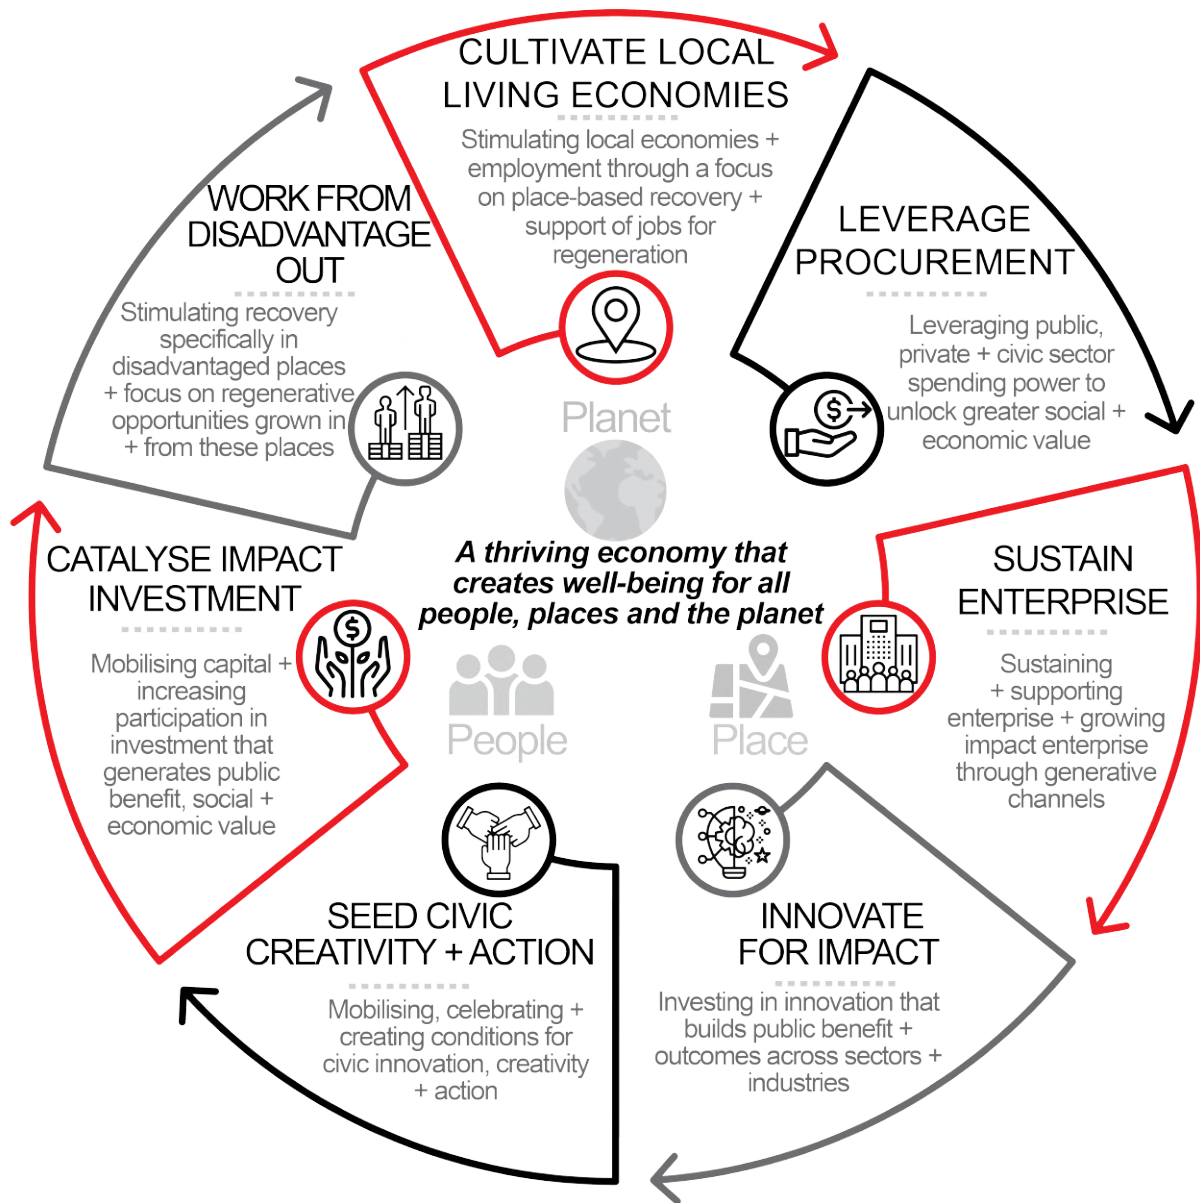 CULTIVATE LOCAL
LIVING ECONOMIES
Stimulating local economies +
employment through a focus
on place-based recovery +
support of jobs for
regeneration
LEVERAGE
PROCUREMENT
Leveraging public,
private + civic sector
spending power to
unlock greater social +
economic value
SUSTAIN
ENTERPRISE
Sustaining
+ supporting
enterprise + growing
impact enterprise
through generative
channels
INNOVATE
FOR IMPACT
Investing in innovation that
builds public benefit +
outcomes across sectors +
industries
SEED CIVIC
CREATIVITY + ACTION
Mobilising, celebrating +
creating conditions for
civic innovation, creativity
+ action
CATALYSE IMPACT
INVESTMENT
Mobilising capital +
increasing
participation in
investment that
generates public
benefit, social +
economic value
WORK FROM
DISADVANTAGE
OUT
Stimulating recovery
specifically in
disadvantaged places
+ focus on regenerative
opportunities grown in
+ from these places
Planet
A thriving economy that
creates well-being for all
people, places and the planet
People
Place
$
$